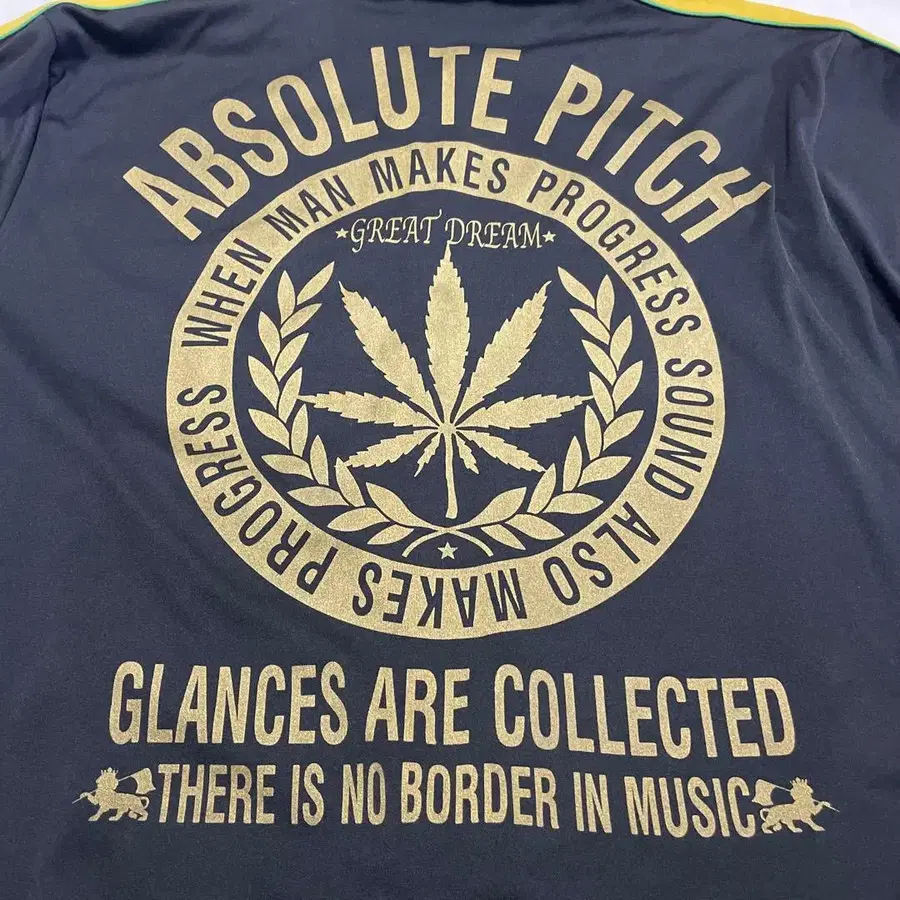 ABSOLUTE PITCH
WHEN MAN MAKES PROGRESS SOUND ALSO MAKES PROGRESS
GREAT DREAM
GLANCES ARE COLLECTED
THERE IS NO BORDER IN MUSIC